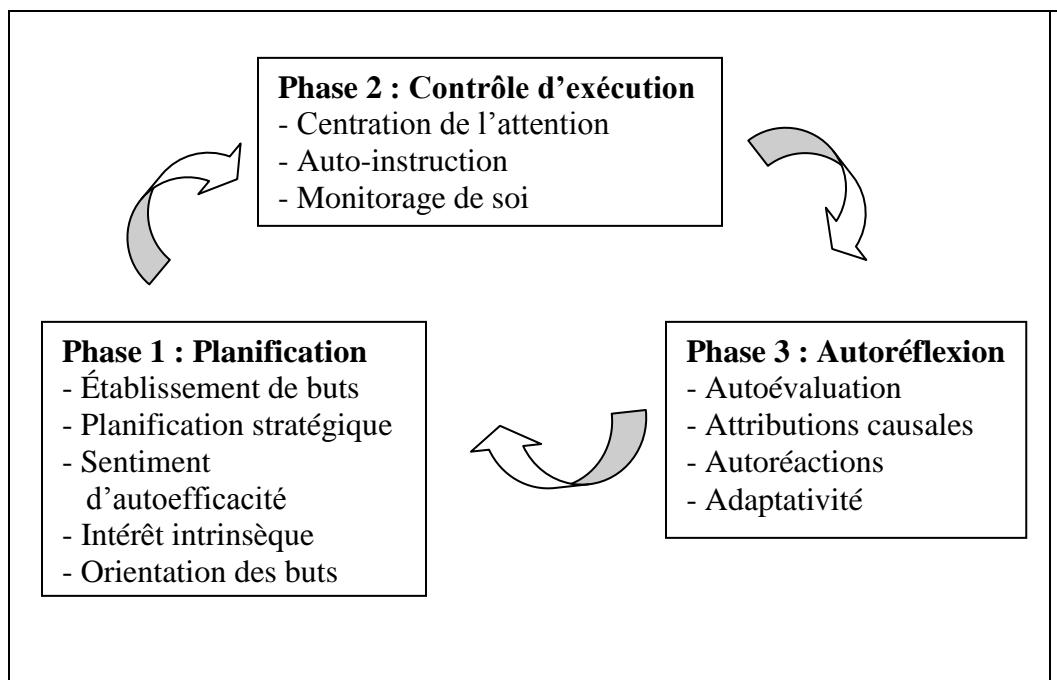 Phase 2 : Contrôle d’exécution
- Centration de l’attention
- Auto-instruction
- Monitorage de soi
Phase 1 : Planification
- Établissement de buts
- Planification stratégique
- Sentiment
d’autoefficacité
- Intérêt intrinsèque
- Orientation des buts
Phase 3 : Autoréflexion
- Autoévaluation
- Attributions causales
- Autoréactions
- Adaptativité